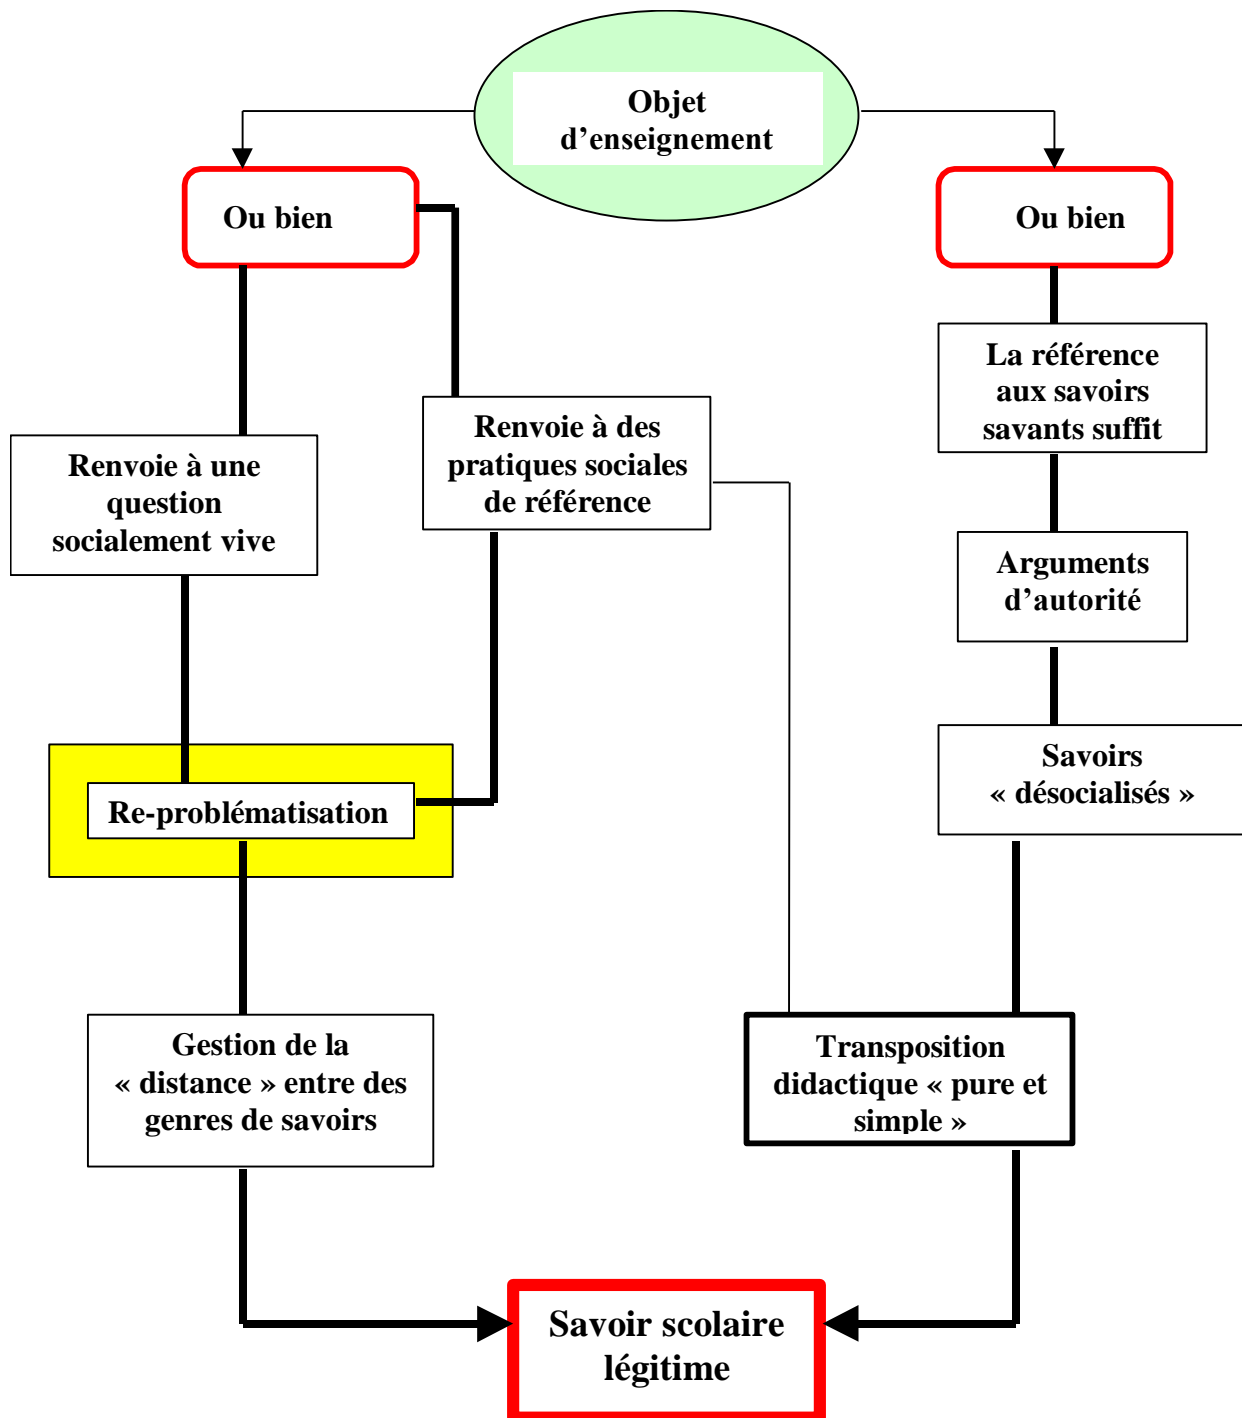 Objet
d’enseignement
Ou bien
Ou bien
La référence
aux savoirs
savants suffit
Renvoie à des
pratiques sociales
de référence
Renvoie à une
question
socialement vive
Arguments
d’autorité
Savoirs
« désocialisés »
Re-problématisation
Gestion de la
« distance » entre des
genres de savoirs
Transposition
didactique « pure et
simple »
Savoir scolaire
légitime